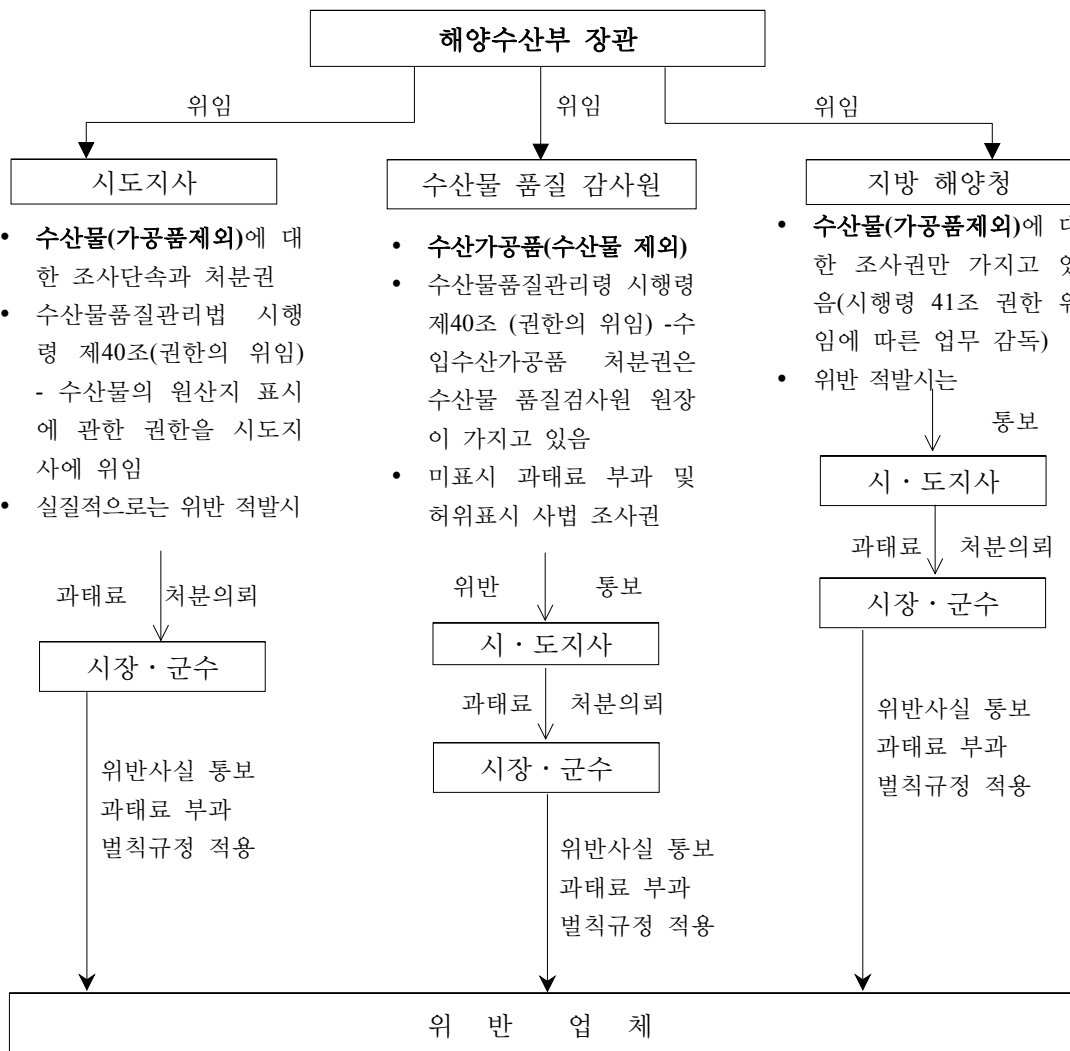 해양수산부 장관
위임
위임
위임
시도지사
• 수산물(가공품제외)에 대
한 조사단속과 처분권
• 수산물품질관리법 시행
령 제40조(권한의 위임)
- 수산물의 원산지 표시
에 관한 권한을 시도지
사에 위임
• 실질적으로는 위반 적발시
과태료 처분의뢰
시장·군수
위반사실 통보
과태료 부과
벌칙규정 적용
수산물 품질 감사원
• 수산가공품(수산물 제외)
• 수산물품질관리령 시행령
제40조 (권한의 위임) -수
입수산가공품 처분권은
수산물 품질검사원 원장
이 가지고 있음
• 미표시 과태료 부과 및
허위표시 사법 조사권
위반 통보
시·도지사
과태료 처분의뢰
시장·군수
위반사실 통보
과태료 부과
벌칙규정 적용
지방 해양청
• 수산물(가공품제외)에
한 조사권만 가지고
음(시행령 41조 권한
임에 따른 업무 감독)
• 위반 적발시는
통보
시·도지사
과태료 처분의뢰
시장·군수
위반사실 통보
과태료 부과
벌칙규정 적용
위 반 업 체